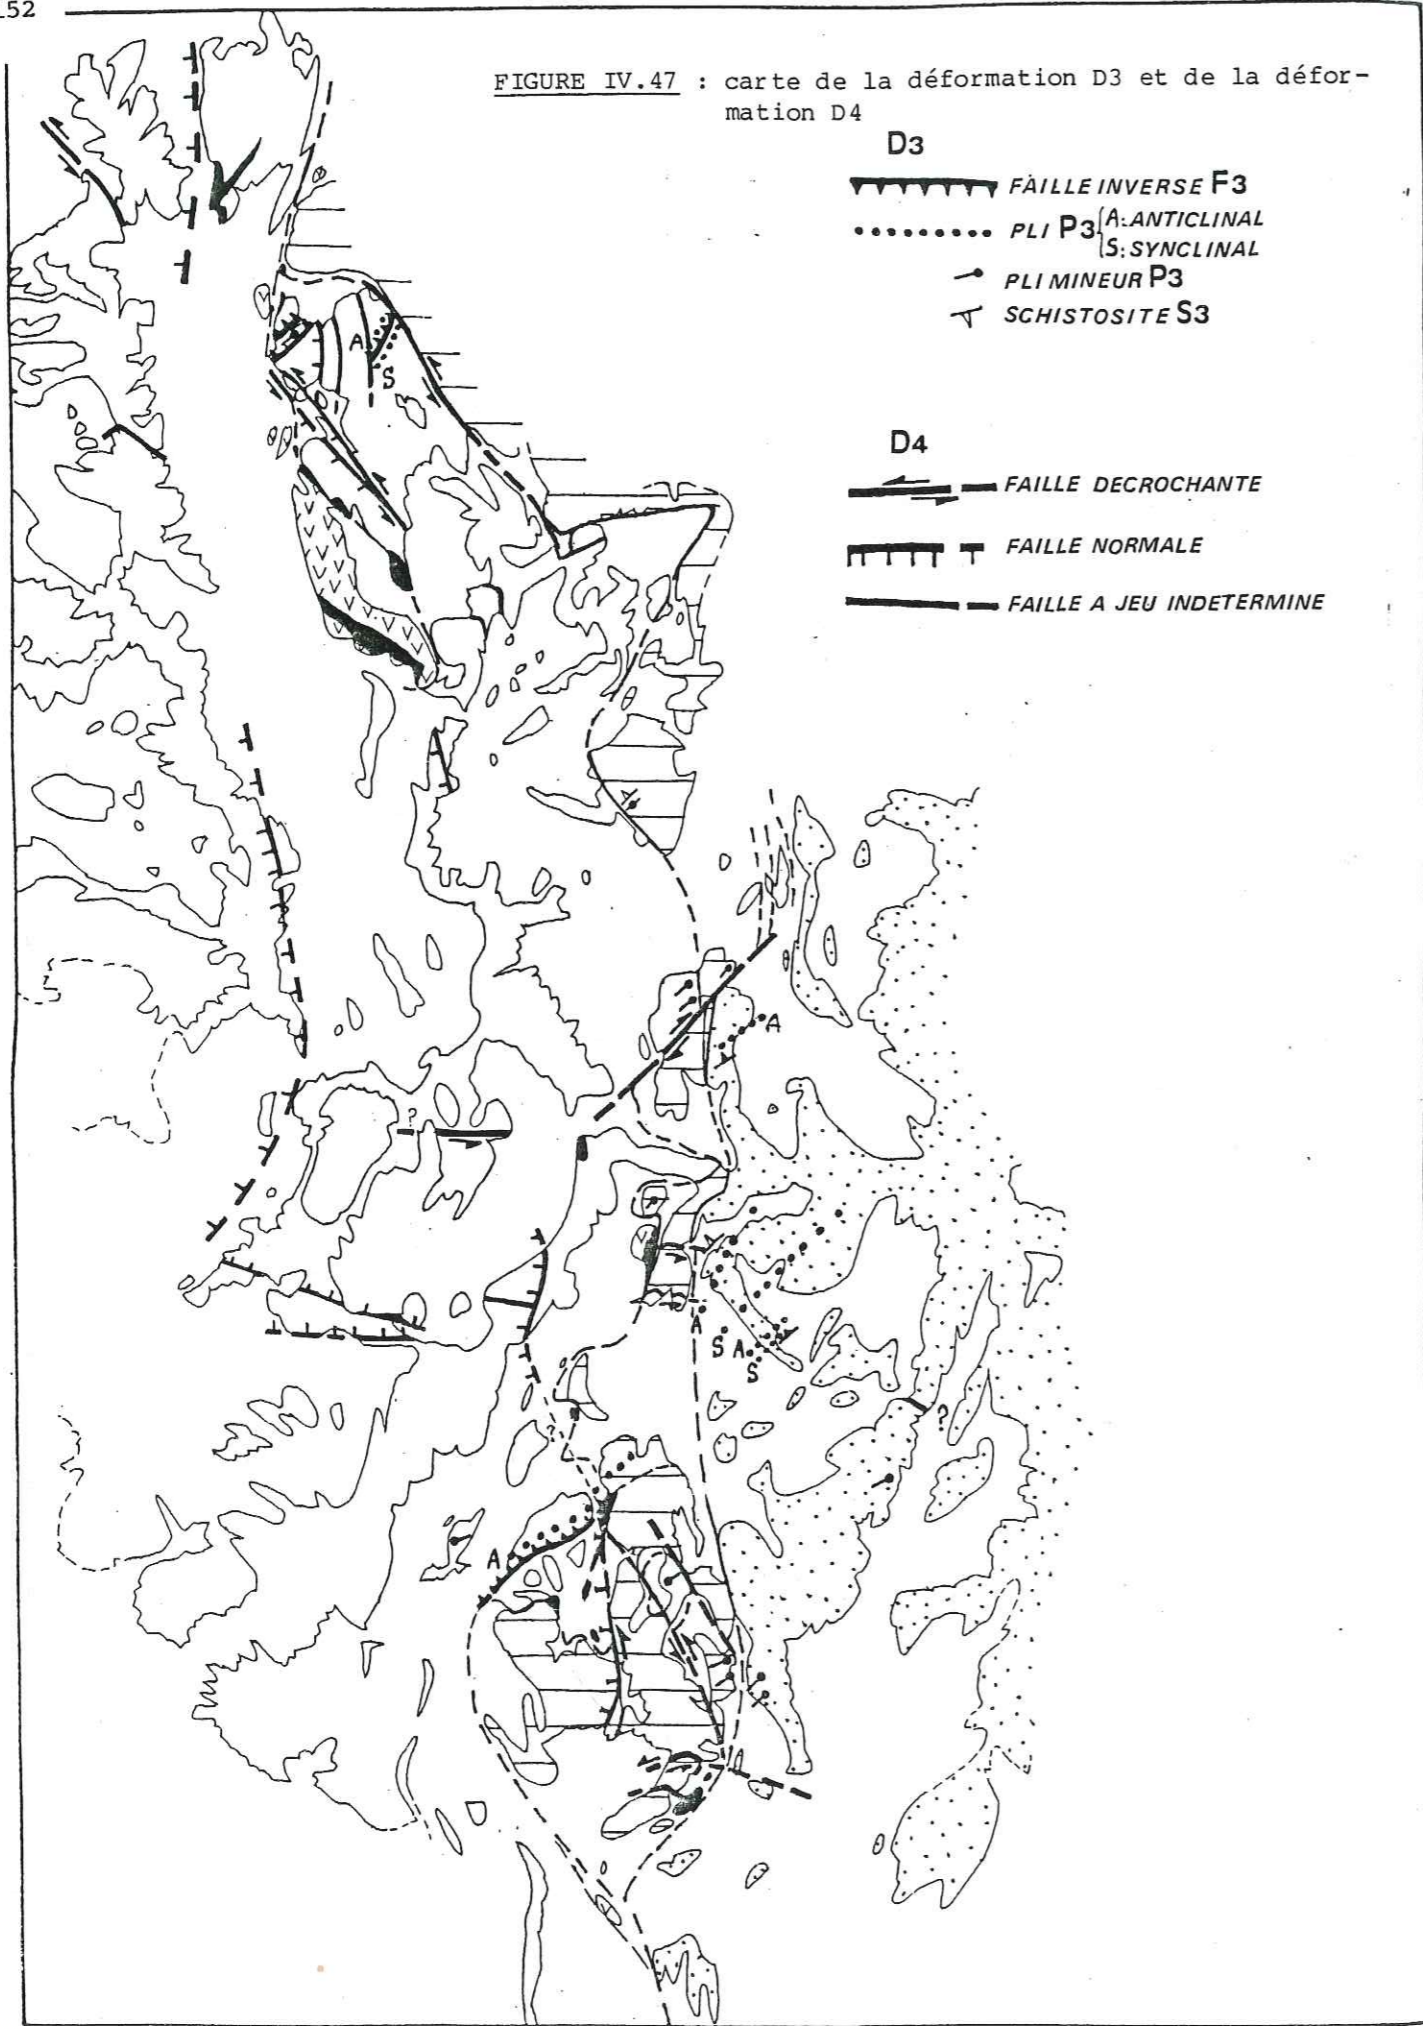 152
FIGURE IV.47 : carte de la déformation D3 et de la défor-
mation D4
D3
FAILLE INVERSE F3
PLI P3 { A: ANTICLINAL
S: SYNCLINAL
PLI MINEUR P3
SCHISTOSITE S3
D4
FAILLE DECROCHANTE
FAILLE NORMALE
FAILLE A JEU INDETERMINE
A
S
A
?
A
S A
S
?
?
A